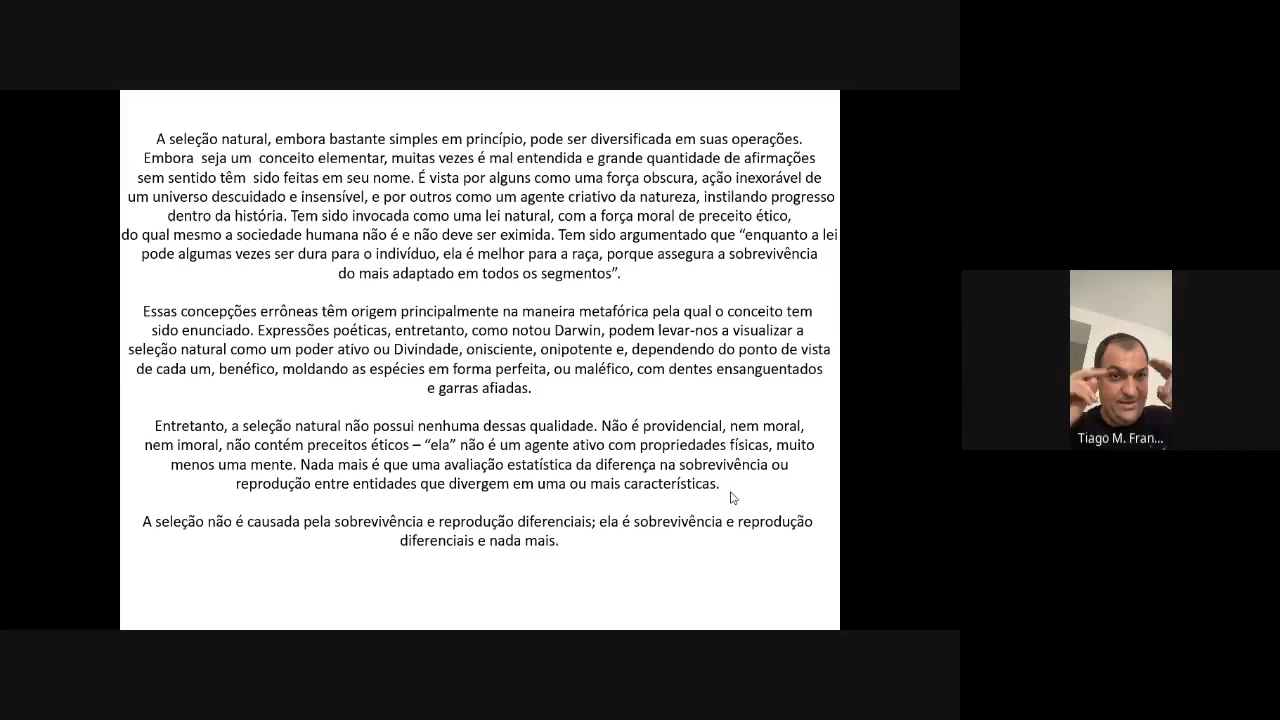 A seleção natural, embora bastante simples em princípio, pode ser diversificada em suas operações.
Embora seja um conceito elementar, muitas vezes é mal entendida e grande quantidade de afirmações
sem sentido têm sido feitas em seu nome. É vista por alguns como uma força obscura, ação inexorável de
um universo descuidado e insensível, e por outros como um agente criativo da natureza, instilando progresso
dentro da história. Tem sido invocada como uma lei natural, com a força moral de preceito ético,
do qual mesmo a sociedade humana não é e não deve ser eximida. Tem sido argumentado que “enquanto a lei
pode algumas vezes ser dura para o indivíduo, ela é melhor para a raça, porque assegura a sobrevivência
do mais adaptado em todos os segmentos”.
Essas concepções errôneas têm origem principalmente na maneira metafórica pela qual o conceito tem
sido enunciado. Expressões poéticas, entretanto, como notou Darwin, podem levar-nos a visualizar a
seleção natural como um poder ativo ou Divindade, onisciente, onipotente e, dependendo do ponto de vista
de cada um, benéfico, moldando as espécies em forma perfeita, ou maléfico, com dentes ensanguentados
e garras afiadas.
Entretanto, a seleção natural não possui nenhuma dessas qualidade. Não é providencial, nem moral,
nem imoral, não contém preceitos éticos – “ela” não é um agente ativo com propriedades físicas, muito
menos uma mente. Nada mais é que uma avaliação estatística da diferença na sobrevivência ou
reprodução entre entidades que divergem em uma ou mais características.
A seleção não é causada pela sobrevivência e reprodução diferenciais; ela é sobrevivência e reprodução
diferenciais e nada mais.
Tiago M. Fran...